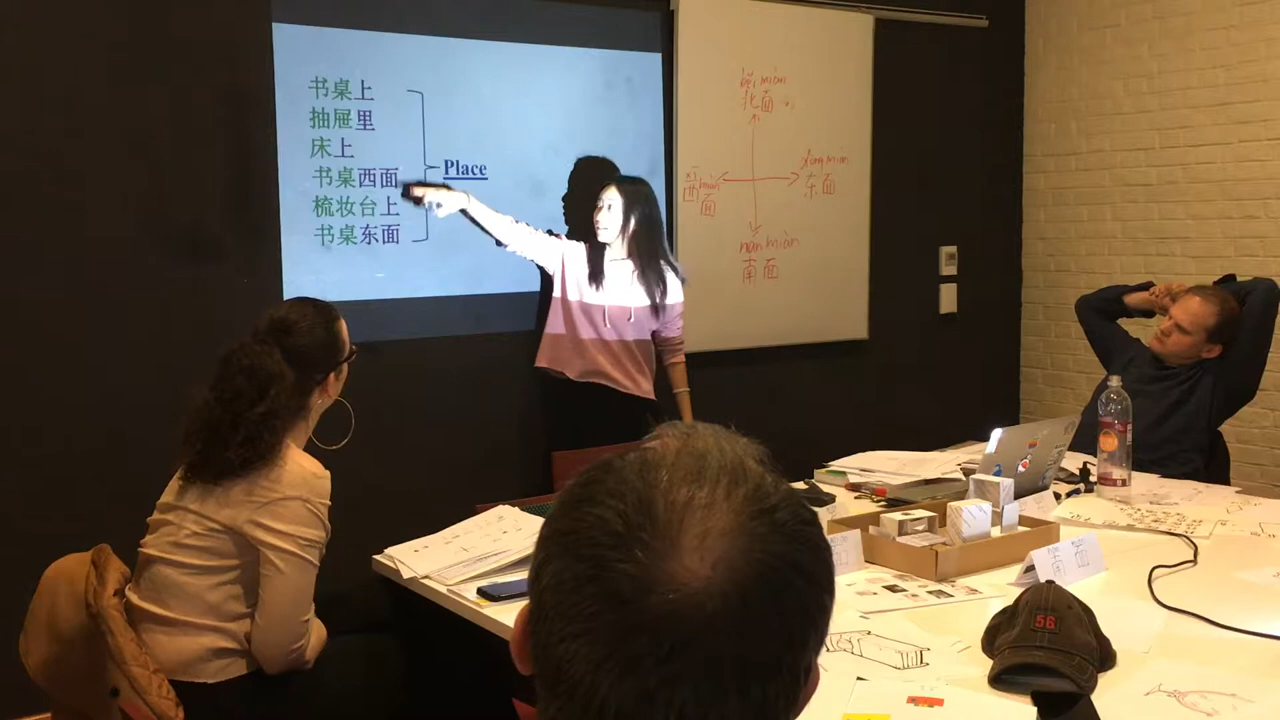 书桌上
抽屉里
床上
书桌西面
梳妆台上
书桌东面
Place
běi miàn
北面
xī miàn
西面
dōng miàn
东面
nán miàn
南面
南面
56